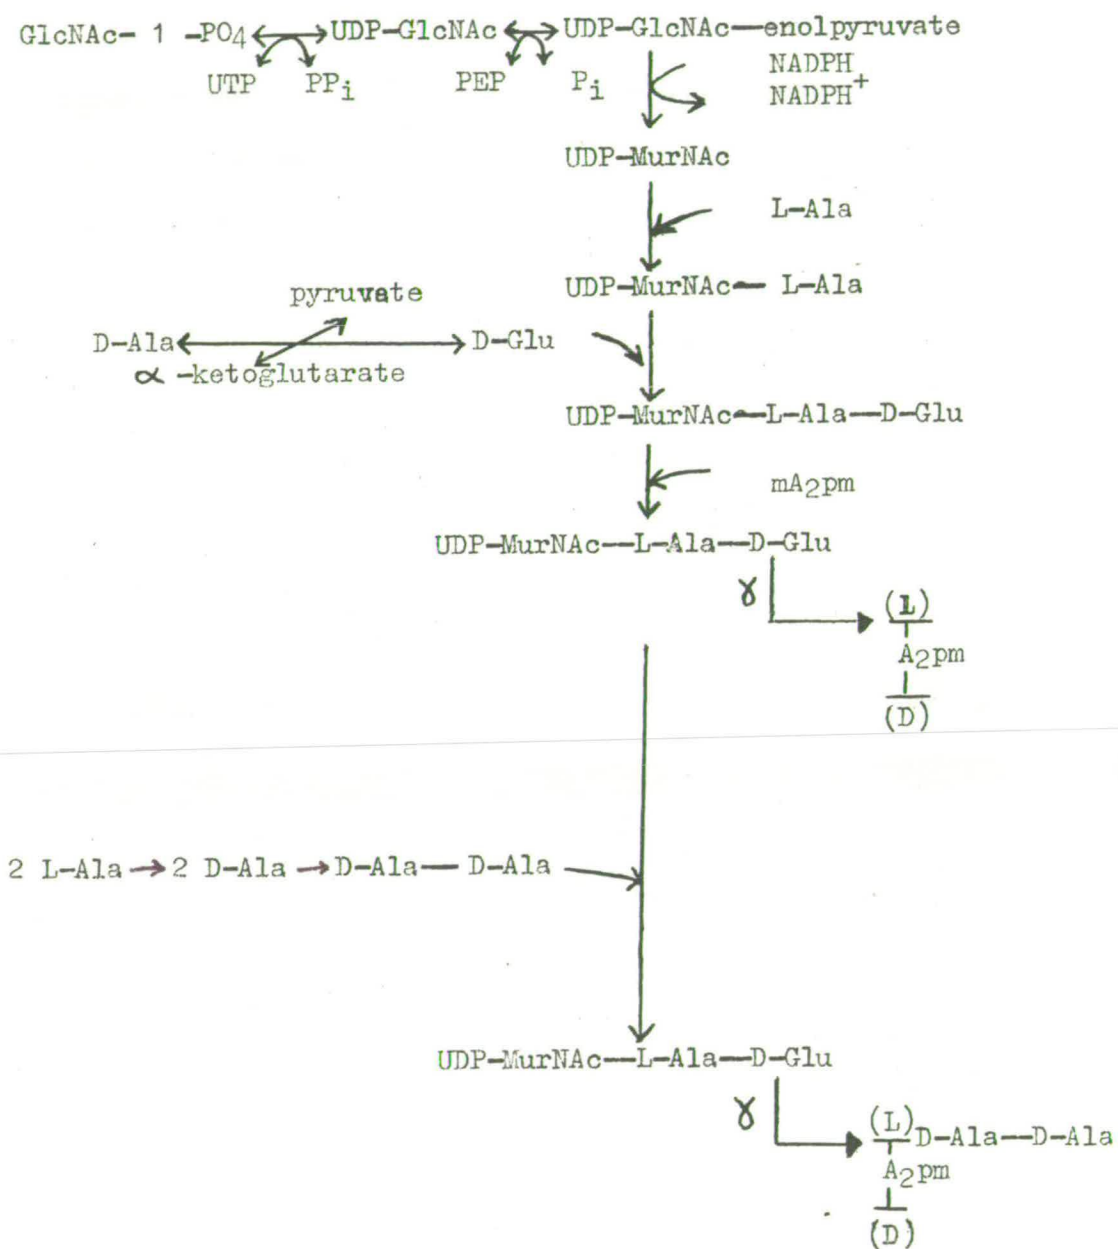 GlcNAc- 1 -PO4 UDP-GlcNAc UDP-GlcNAc—enolpyruvate
UTP PPi PEP Pi NADPH
NADPH+
UDP-MurNAc
L-Ala
UDP-MurNAc— L-Ala
pyruvate
D-Ala D-Glu
α -ketoglutarate
UDP-MurNAc—L-Ala—D-Glu
mA2pm
UDP-MurNAc—L-Ala—D-Glu
γ
(L)
A2pm
(D)
2 L-Ala → 2 D-Ala → D-Ala— D-Ala
UDP-MurNAc—L-Ala—D-Glu
γ
(L) D-Ala—D-Ala
A2pm
(D)